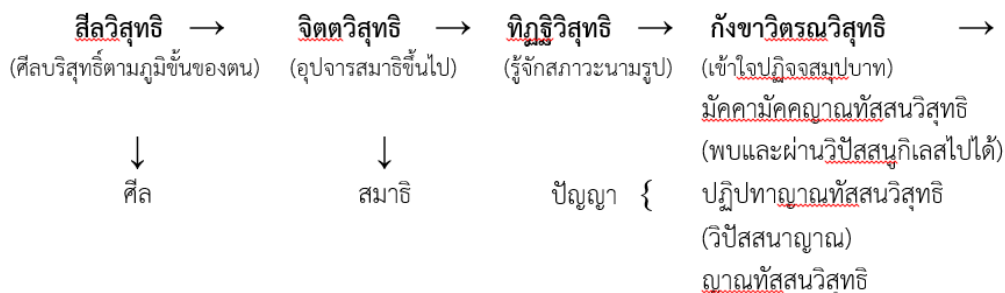 สีลวิสุทธิ → จิตตวิสุทธิ → ทิฏฐิวิสุทธิ → กังขาวิตรณวิสุทธิ →
(ศีลบริสุทธิ์ตามภูมิขั้นของตน) (อุปจารสมาธิขึ้นไป) (รู้จักสภาวะนามรูป) (เข้าใจปฏิจจสมุปบาท)
มัคคามัคคญาณทัสสนวิสุทธิ
↓ ↓ (พบและผ่านวิปัสสนูกิเลสไปได้)
ศีล สมาธิ ปัญญา { ปฏิปทาญาณทัสสนวิสุทธิ
(วิปัสสนาญาณ)
ญาณทัสสนวิสุทธิ